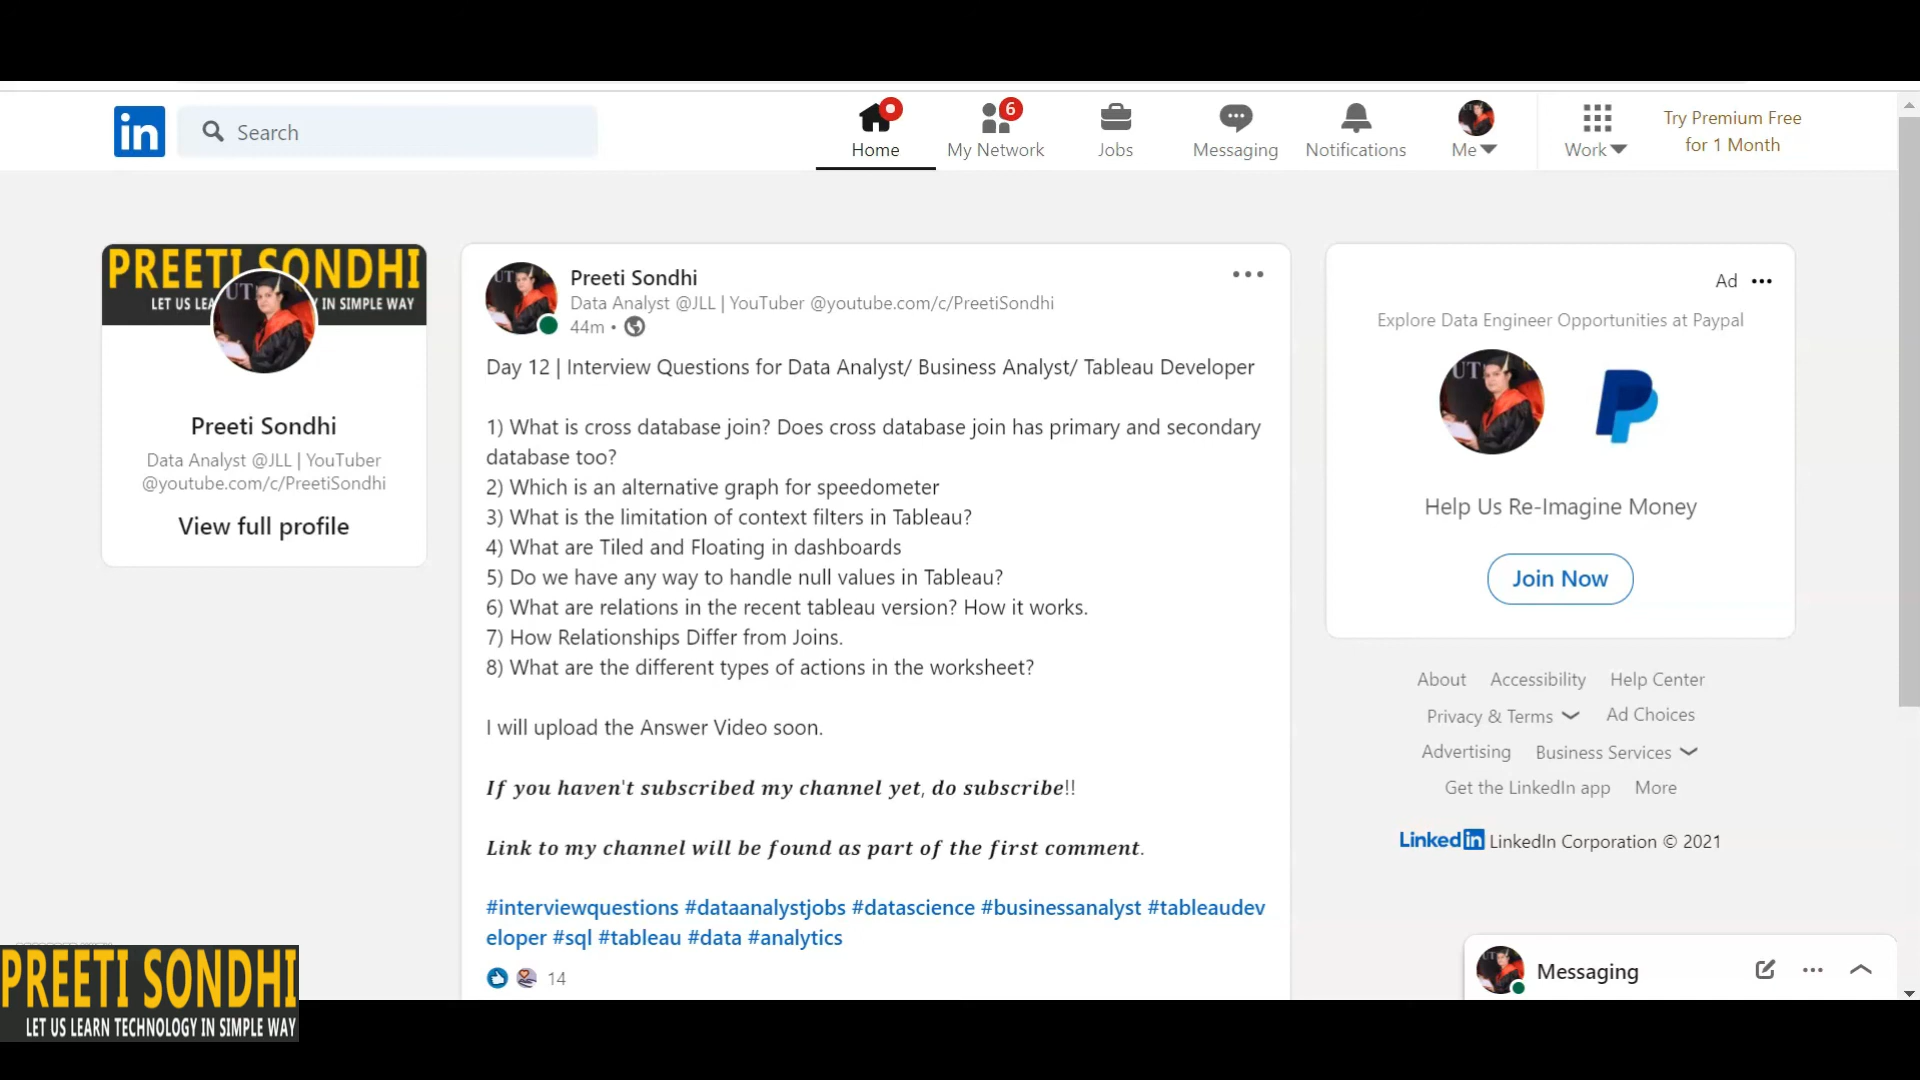 in
Search
Home
6
My Network
Jobs
Messaging
Notifications
Me
Work
Try Premium Free
for 1 Month
PREETI SONDHI
LET US LEA
IN SIMPLE WAY
UT
Preeti Sondhi
Data Analyst @JLL | YouTuber
@youtube.com/c/PreetiSondhi
View full profile
Preeti Sondhi
Data Analyst @JLL | YouTuber @youtube.com/c/PreetiSondhi
44m •
Day 12 | Interview Questions for Data Analyst/ Business Analyst/ Tableau Developer
1) What is cross database join? Does cross database join has primary and secondary
database too?
2) Which is an alternative graph for speedometer
3) What is the limitation of context filters in Tableau?
4) What are Tiled and Floating in dashboards
5) Do we have any way to handle null values in Tableau?
6) What are relations in the recent tableau version? How it works.
7) How Relationships Differ from Joins.
8) What are the different types of actions in the worksheet?
I will upload the Answer Video soon.
If you haven't subscribed my channel yet, do subscribe!!
Link to my channel will be found as part of the first comment.
#interviewquestions #dataanalystjobs #datascience #businessanalyst #tableaudev
eloper #sql #tableau #data #analytics
14
Ad
Explore Data Engineer Opportunities at Paypal
UT
Help Us Re-Imagine Money
Join Now
About Accessibility Help Center
Privacy & Terms Ad Choices
Advertising Business Services
Get the LinkedIn app More
LinkedIn LinkedIn Corporation © 2021
Messaging
PREETI SONDHI
LET US LEARN TECHNOLOGY IN SIMPLE WAY